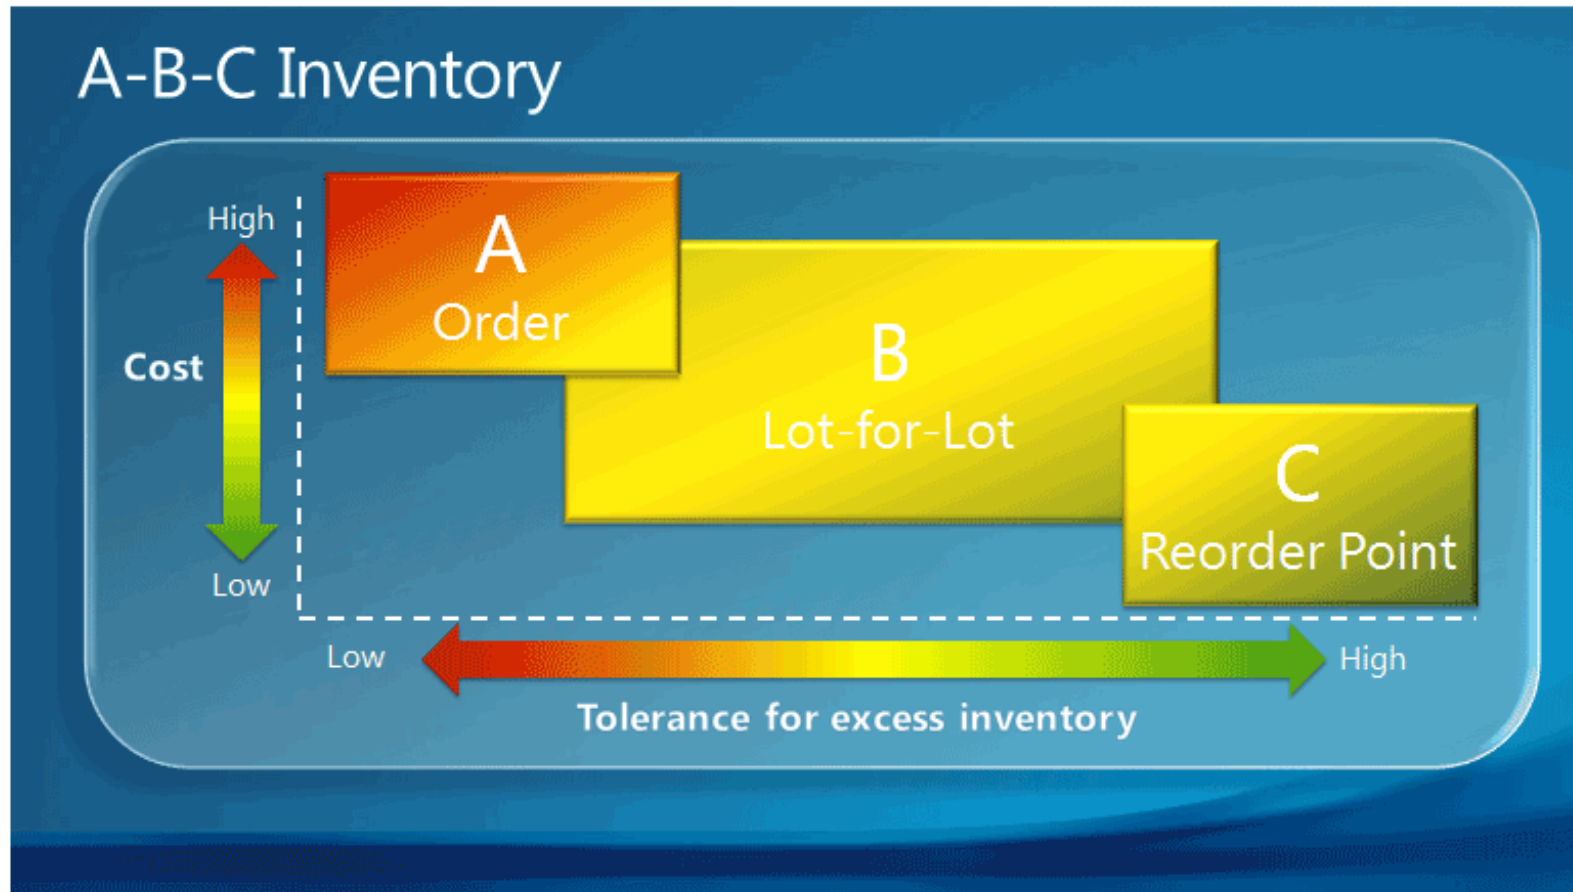 A-B-C Inventory
High
Cost
Low
A
Order
B
Lot-for-Lot
C
Reorder Point
Low
High
Tolerance for excess inventory